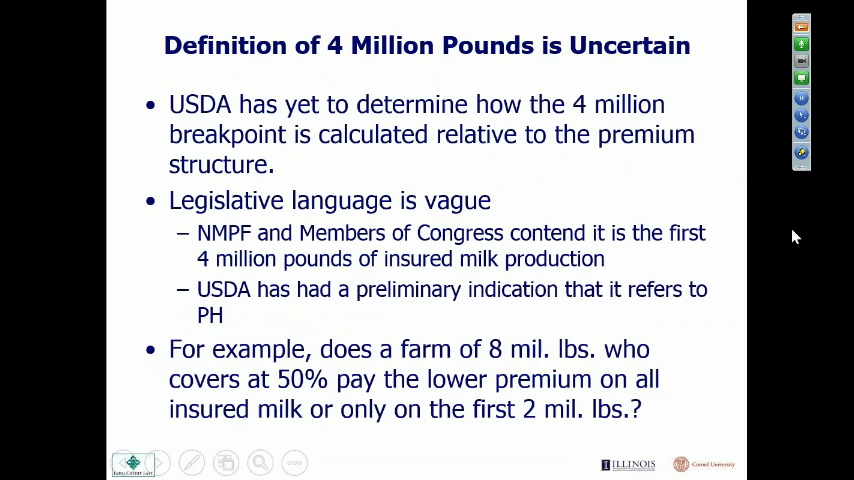 Definition of 4 Million Pounds is Uncertain
• USDA has yet to determine how the 4 million
breakpoint is calculated relative to the premium
structure.
• Legislative language is vague
– NMPF and Members of Congress contend it is the first
4 million pounds of insured milk production
– USDA has had a preliminary indication that it refers to
PH
• For example, does a farm of 8 mil. lbs. who
covers at 50% pay the lower premium on all
insured milk or only on the first 2 mil. lbs.?
FARM CREDIT EAST
I ILLINOIS
Cornell University